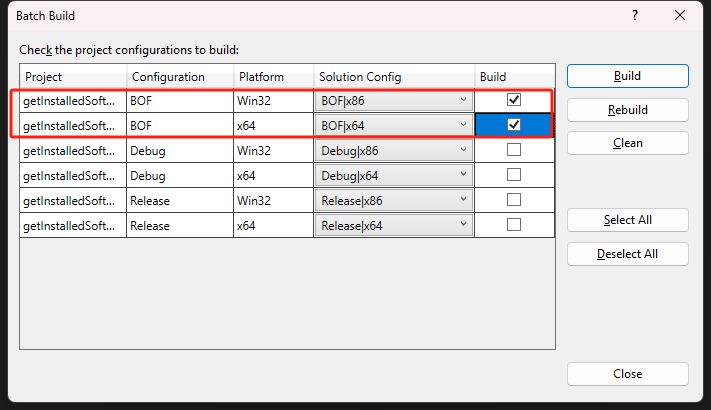 Batch Build
?
Check the project configurations to build:
Project Configuration Platform Solution Config Build
getInstalledSoft... BOF Win32 BOF|x86
getInstalledSoft... BOF x64 BOF|x64
getInstalledSoft... Debug Win32 Debug|x86
getInstalledSoft... Debug x64 Debug|x64
getInstalledSoft... Release Win32 Release|x86
getInstalledSoft... Release x64 Release|x64
Build
Rebuild
Clean
Select All
Deselect All
Close